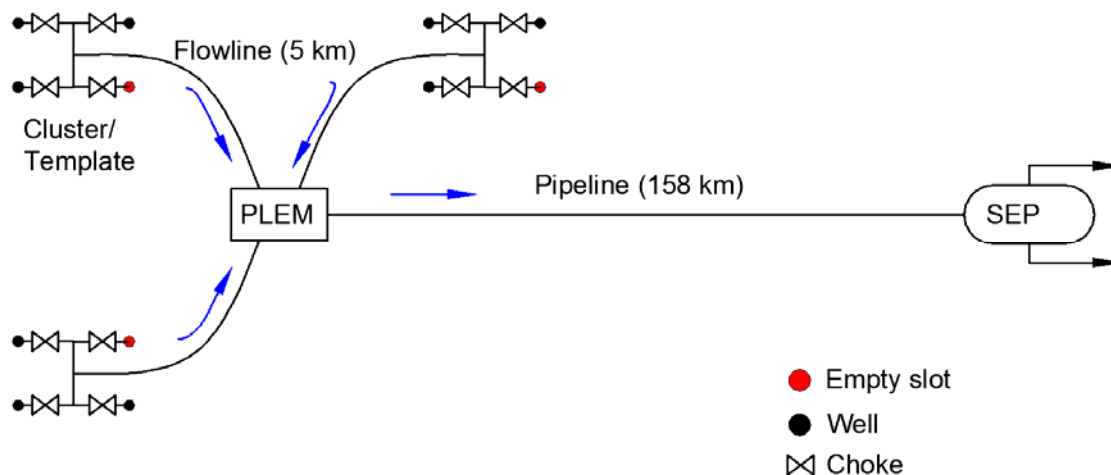 Flowline (5 km)
Cluster/
Template
Pipeline (158 km)
PLEM
SEP
Empty slot
Well
Choke